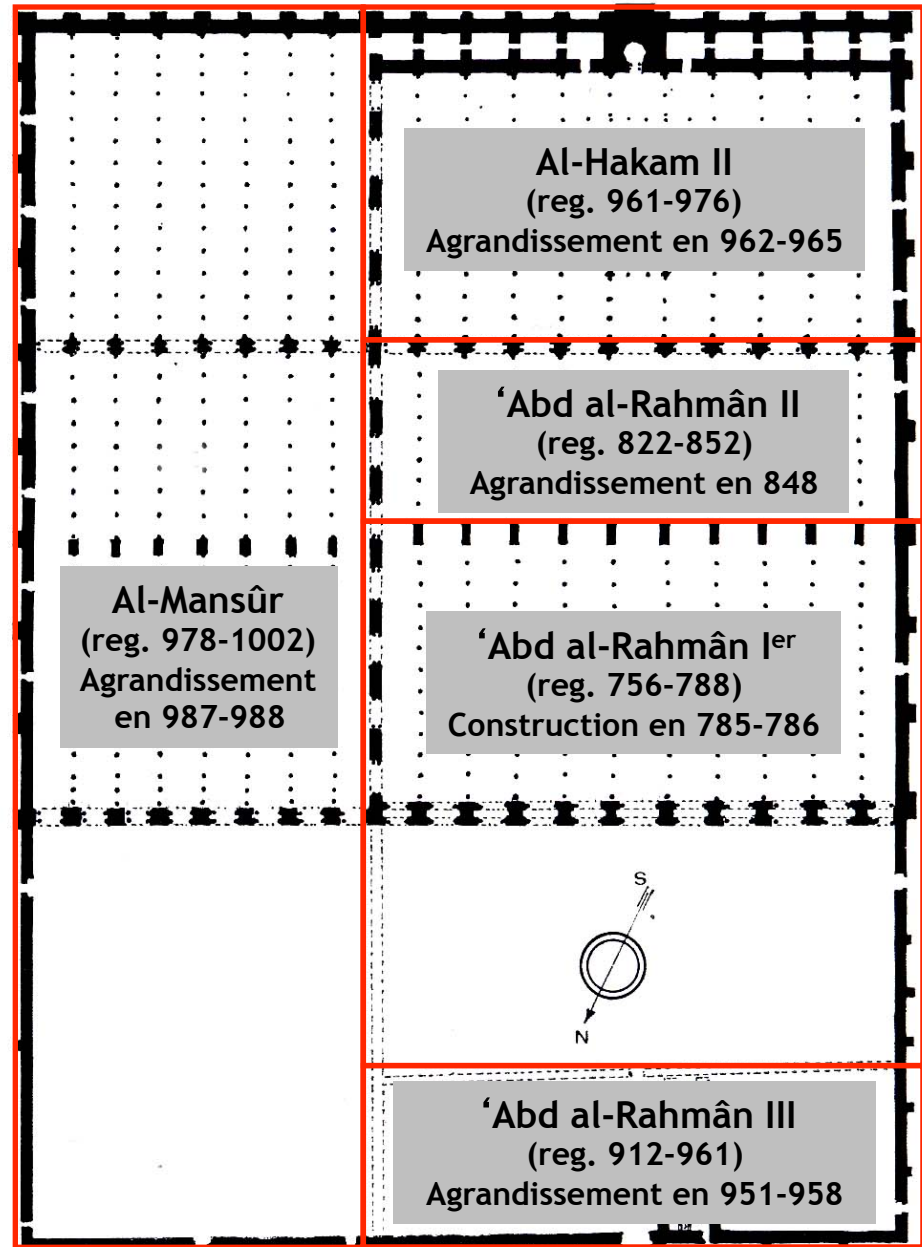 Al-Hakam II
(reg. 961-976)
Agrandissement en 962-965
‘Abd al-Rahmân II
(reg. 822-852)
Agrandissement en 848
Al-Mansûr
(reg. 978-1002)
Agrandissement
en 987-988
‘Abd al-Rahmân Ier
(reg. 756-788)
Construction en 785-786
S
N
‘Abd al-Rahmân III
(reg. 912-961)
Agrandissement en 951-958